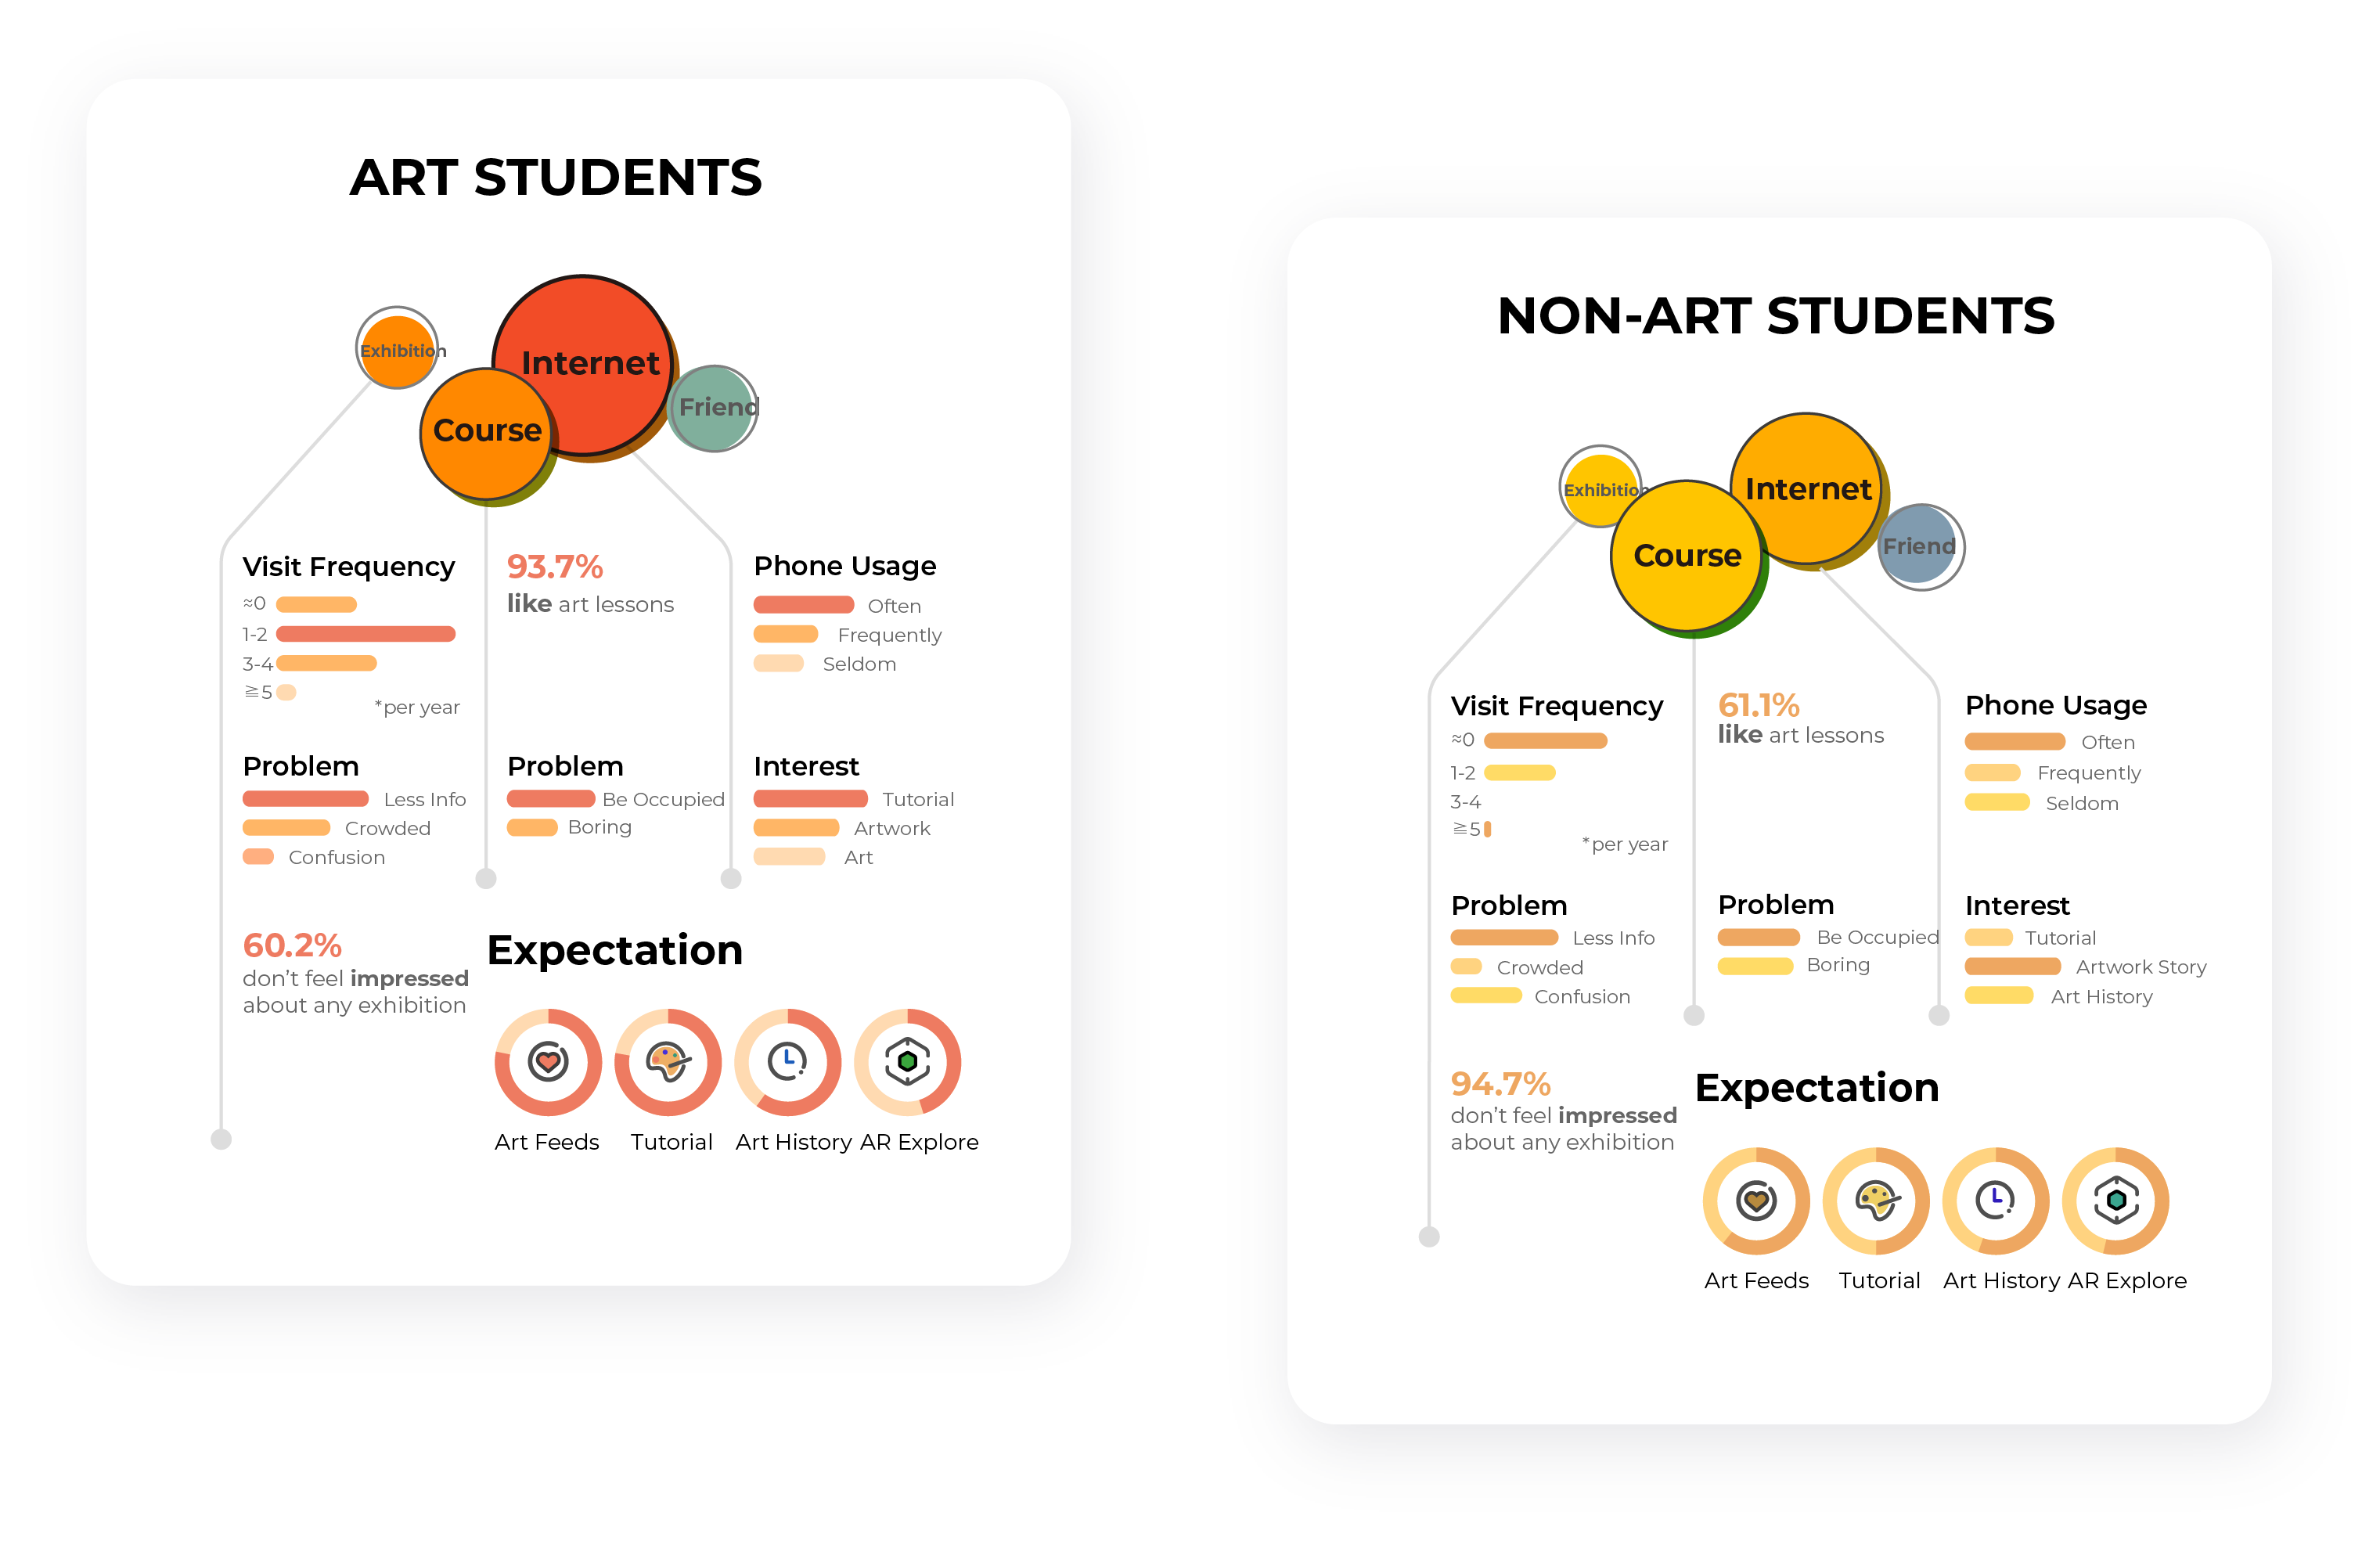 ART STUDENTS
Exhibition
Internet
Course
Friend
Visit Frequency
≈0
1-2
3-4
≧5
*per year
93.7%
like art lessons
Phone Usage
Often
Frequently
Seldom
Problem
Less Info
Crowded
Confusion
Problem
Be Occupied
Boring
Interest
Tutorial
Artwork
Art
60.2%
don’t feel impressed
about any exhibition
Expectation
Art Feeds
Tutorial
Art History
AR Explore
NON-ART STUDENTS
Exhibition
Internet
Course
Friend
Visit Frequency
≈0
1-2
3-4
≧5
*per year
61.1%
like art lessons
Phone Usage
Often
Frequently
Seldom
Problem
Less Info
Crowded
Confusion
Problem
Be Occupied
Boring
Interest
Tutorial
Artwork Story
Art History
94.7%
don’t feel impressed
about any exhibition
Expectation
Art Feeds
Tutorial
Art History
AR Explore